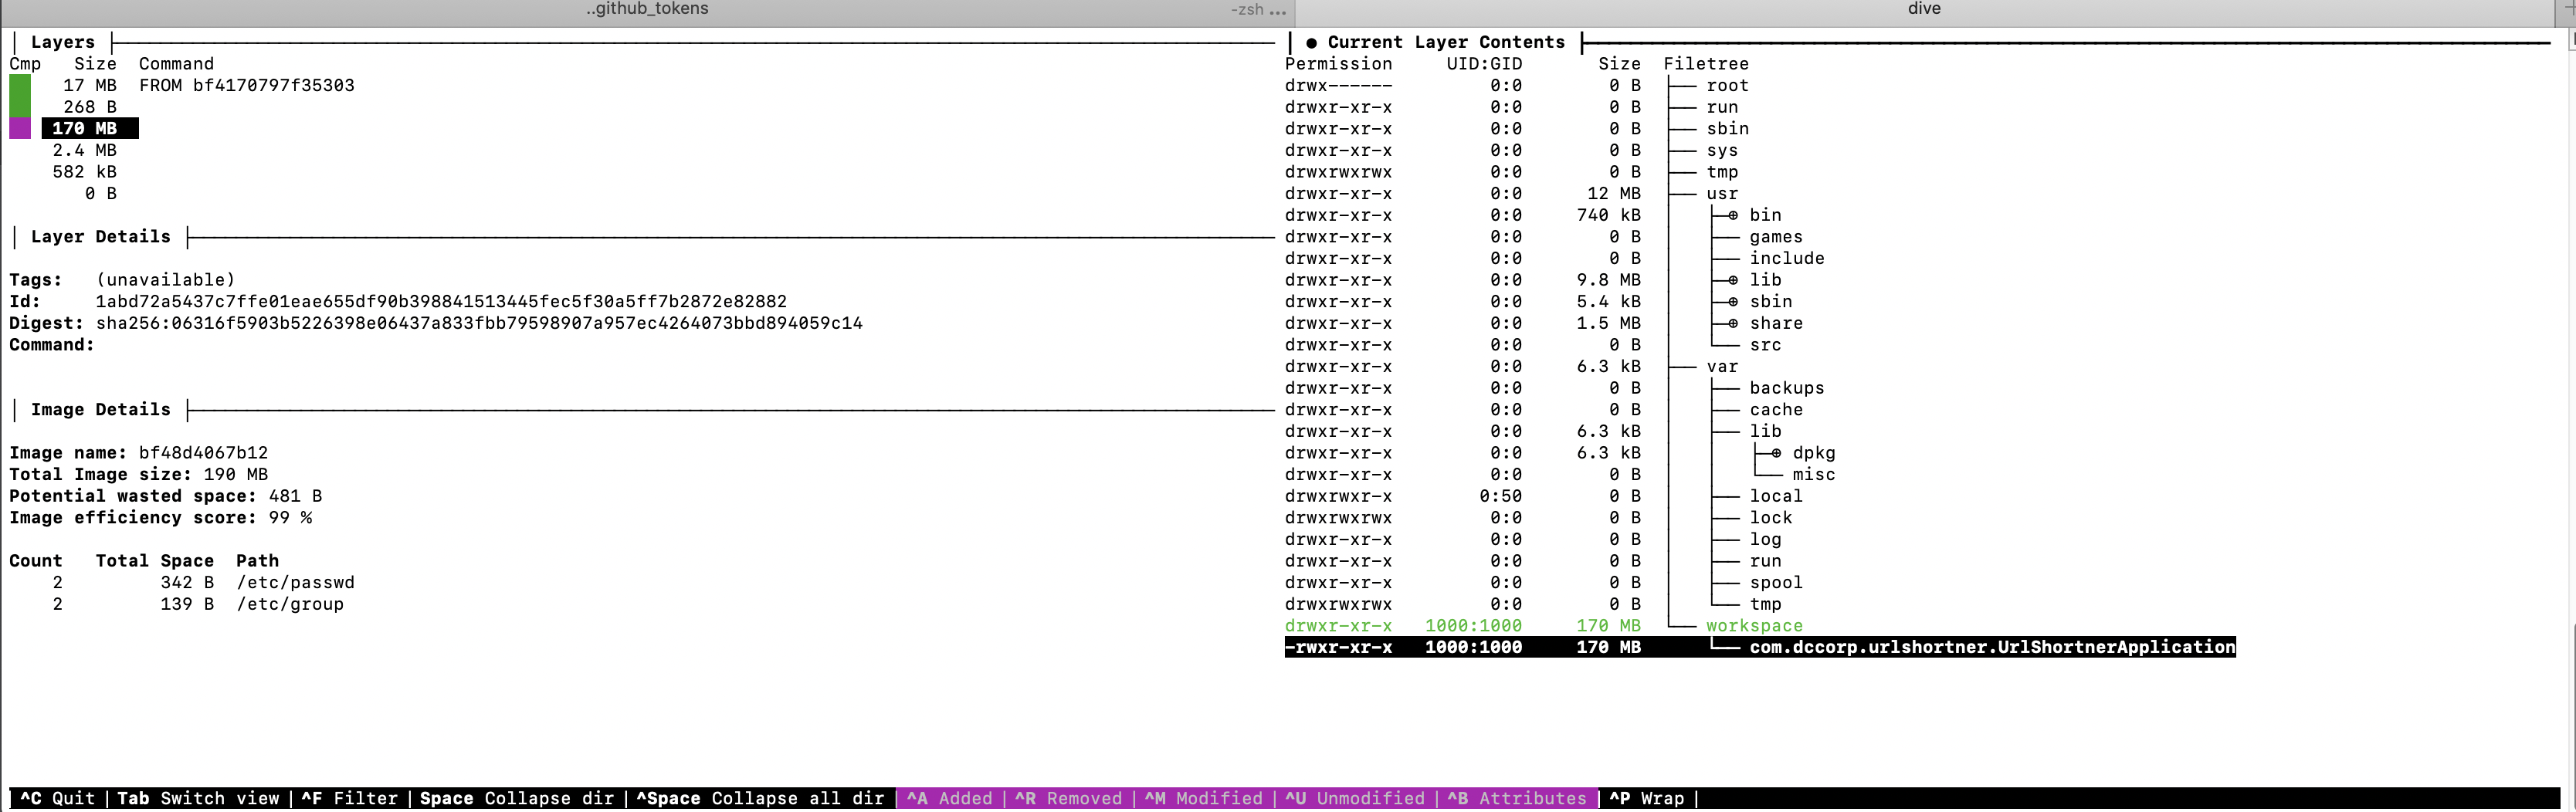 ..github_tokens
-zsh ...
dive
Layers
Cmp Size Command
17 MB FROM bf4170797f35303
268 B
170 MB
2.4 MB
582 kB
0 B
Layer Details
Tags: (unavailable)
Id: 1abd72a5437c7ffe01eae655df90b398841513445fec5f30a5ff7b2872e82882
Digest: sha256:06316f5903b5226398e06437a833fbb79598907a957ec4264073bbd894059c14
Command:
Image Details
Image name: bf48d4067b12
Total Image size: 190 MB
Potential wasted space: 481 B
Image efficiency score: 99 %
Count Total Space Path
2 342 B /etc/passwd
2 139 B /etc/group
● Current Layer Contents
Permission UID:GID Size Filetree
drwx------ 0:0 0 B ├── root
drwxr-xr-x 0:0 0 B ├── run
drwxr-xr-x 0:0 0 B ├── sbin
drwxr-xr-x 0:0 0 B ├── sys
drwxrwxrwx 0:0 0 B ├── tmp
drwxr-xr-x 0:0 12 MB ├── usr
drwxr-xr-x 0:0 740 kB │ ├─⊕ bin
drwxr-xr-x 0:0 0 B │ ├── games
drwxr-xr-x 0:0 0 B │ ├── include
drwxr-xr-x 0:0 9.8 MB │ ├─⊕ lib
drwxr-xr-x 0:0 5.4 kB │ ├─⊕ sbin
drwxr-xr-x 0:0 1.5 MB │ ├─⊕ share
drwxr-xr-x 0:0 0 B │ └── src
drwxr-xr-x 0:0 6.3 kB ├── var
drwxr-xr-x 0:0 0 B │ ├── backups
drwxr-xr-x 0:0 0 B │ ├── cache
drwxr-xr-x 0:0 6.3 kB │ ├── lib
drwxr-xr-x 0:0 6.3 kB │ │ ├─⊕ dpkg
drwxr-xr-x 0:0 0 B │ │ └── misc
drwxrwxr-x 0:50 0 B │ ├── local
drwxrwxrwx 0:0 0 B │ ├── lock
drwxr-xr-x 0:0 0 B │ ├── log
drwxr-xr-x 0:0 0 B │ ├── run
drwxr-xr-x 0:0 0 B │ ├── spool
drwxrwxrwx 0:0 0 B │ └── tmp
drwxr-xr-x 1000:1000 170 MB └── workspace
-rwxr-xr-x 1000:1000 170 MB └── com.dccorp.urlshortner.UrlShortnerApplication
^C Quit | Tab Switch view | ^F Filter | Space Collapse dir | ^Space Collapse all dir | ^A Added | ^R Removed | ^M Modified | ^U Unmodified | ^B Attributes | ^P Wrap |